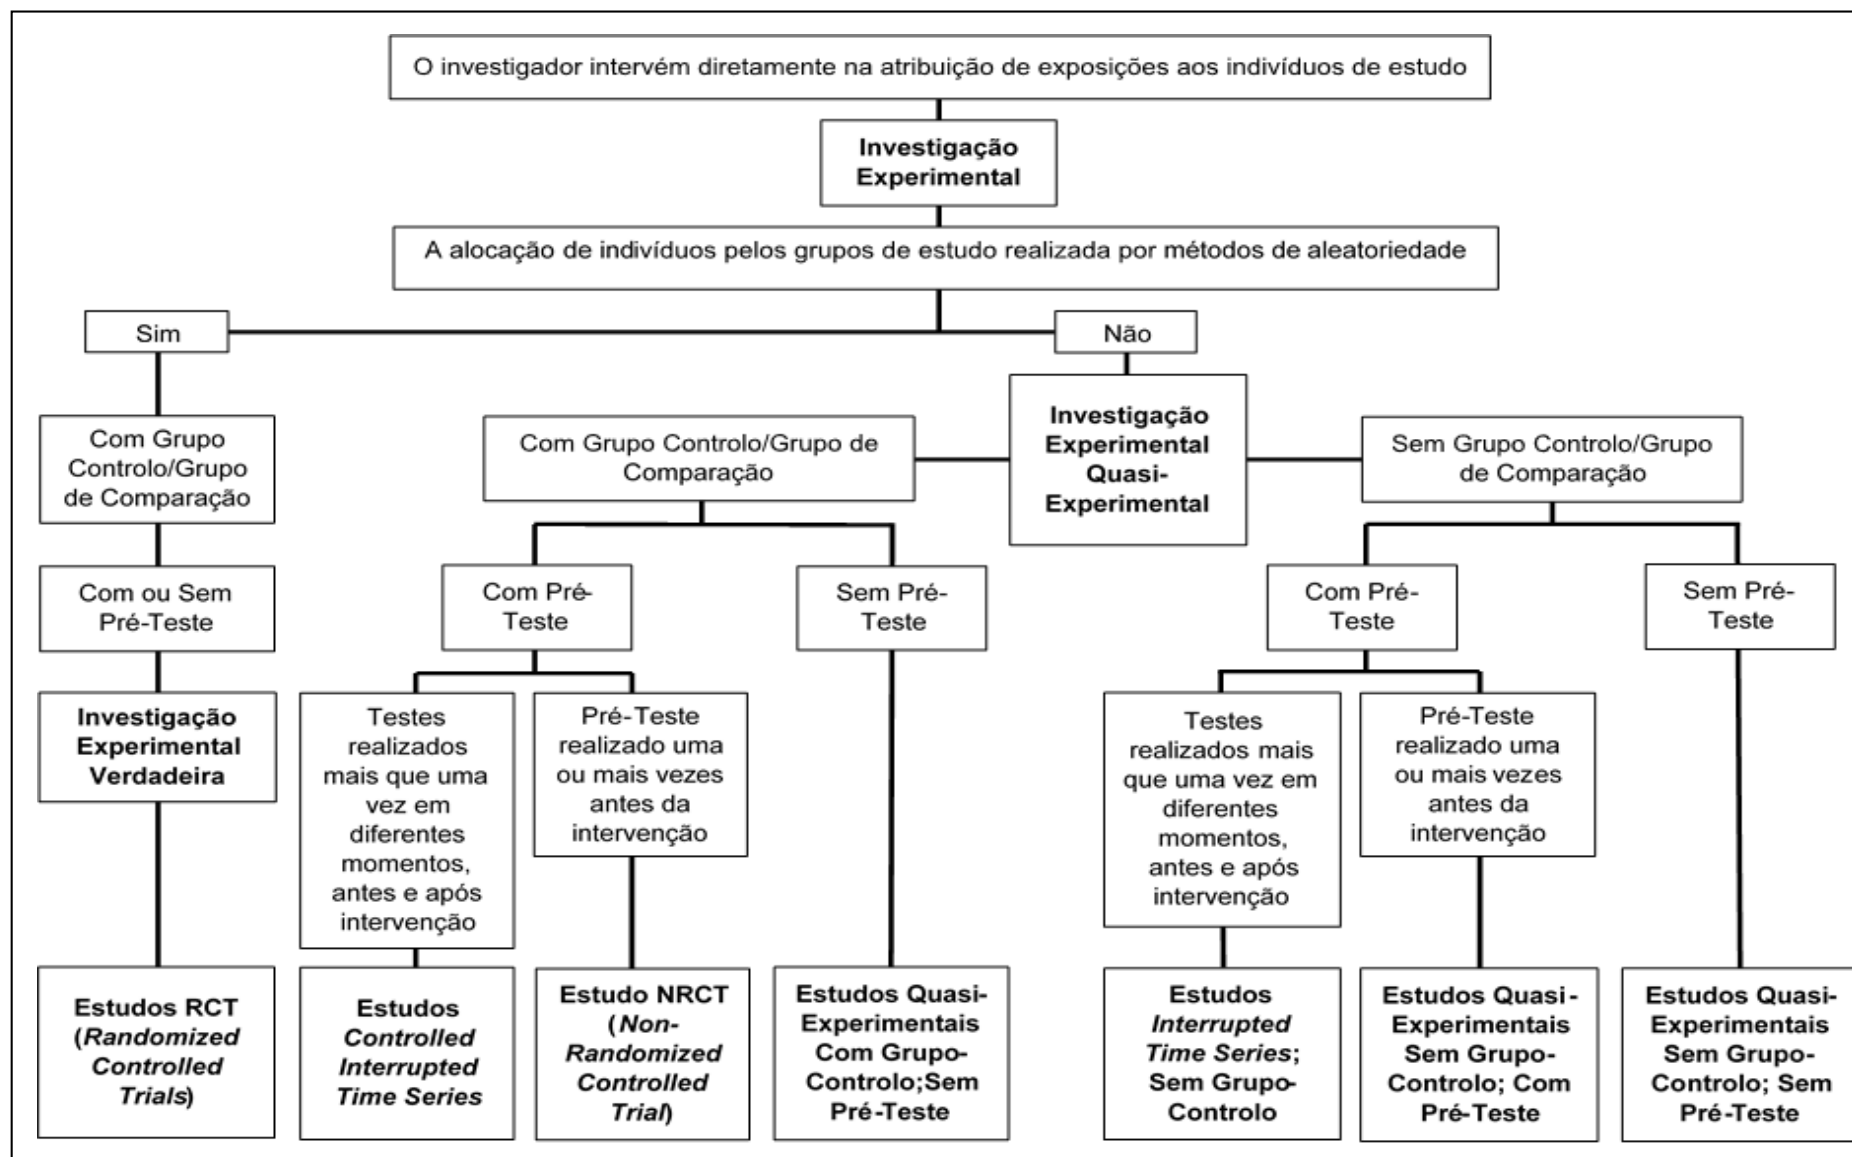 O investigador intervém diretamente na atribuição de exposições aos indivíduos de estudo
Investigação
Experimental
A alocação de indivíduos pelos grupos de estudo realizada por métodos de aleatoriedade
Sim
Não
Com Grupo
Controlo/Grupo
de Comparação
Com Grupo Controlo/Grupo de
Comparação
Investigação
Experimental
Quasi-
Experimental
Sem Grupo Controlo/Grupo
de Comparação
Com ou Sem
Pré-Teste
Com Pré-
Teste
Sem Pré-
Teste
Com Pré-
Teste
Sem Pré-
Teste
Investigação
Experimental
Verdadeira
Testes
realizados
mais que uma
vez em
diferentes
momentos,
antes e após
intervenção
Pré-Teste
realizado uma
ou mais vezes
antes da
intervenção
Testes
realizados mais
que uma vez em
diferentes
momentos,
antes e após
intervenção
Pré-Teste
realizado uma
ou mais vezes
antes da
intervenção
Estudos RCT
(Randomized
Controlled
Trials)
Estudos
Controlled
Interrupted
Time Series
Estudo NRCT
(Non-
Randomized
Controlled
Trial)
Estudos Quasi-
Experimentais
Com Grupo-
Controlo;Sem
Pré-Teste
Estudos
Interrupted
Time Series;
Sem Grupo-
Controlo
Estudos Quasi-
Experimentais
Sem Grupo-
Controlo; Com
Pré-Teste
Estudos Quasi-
Experimentais
Sem Grupo-
Controlo; Sem
Pré-Teste